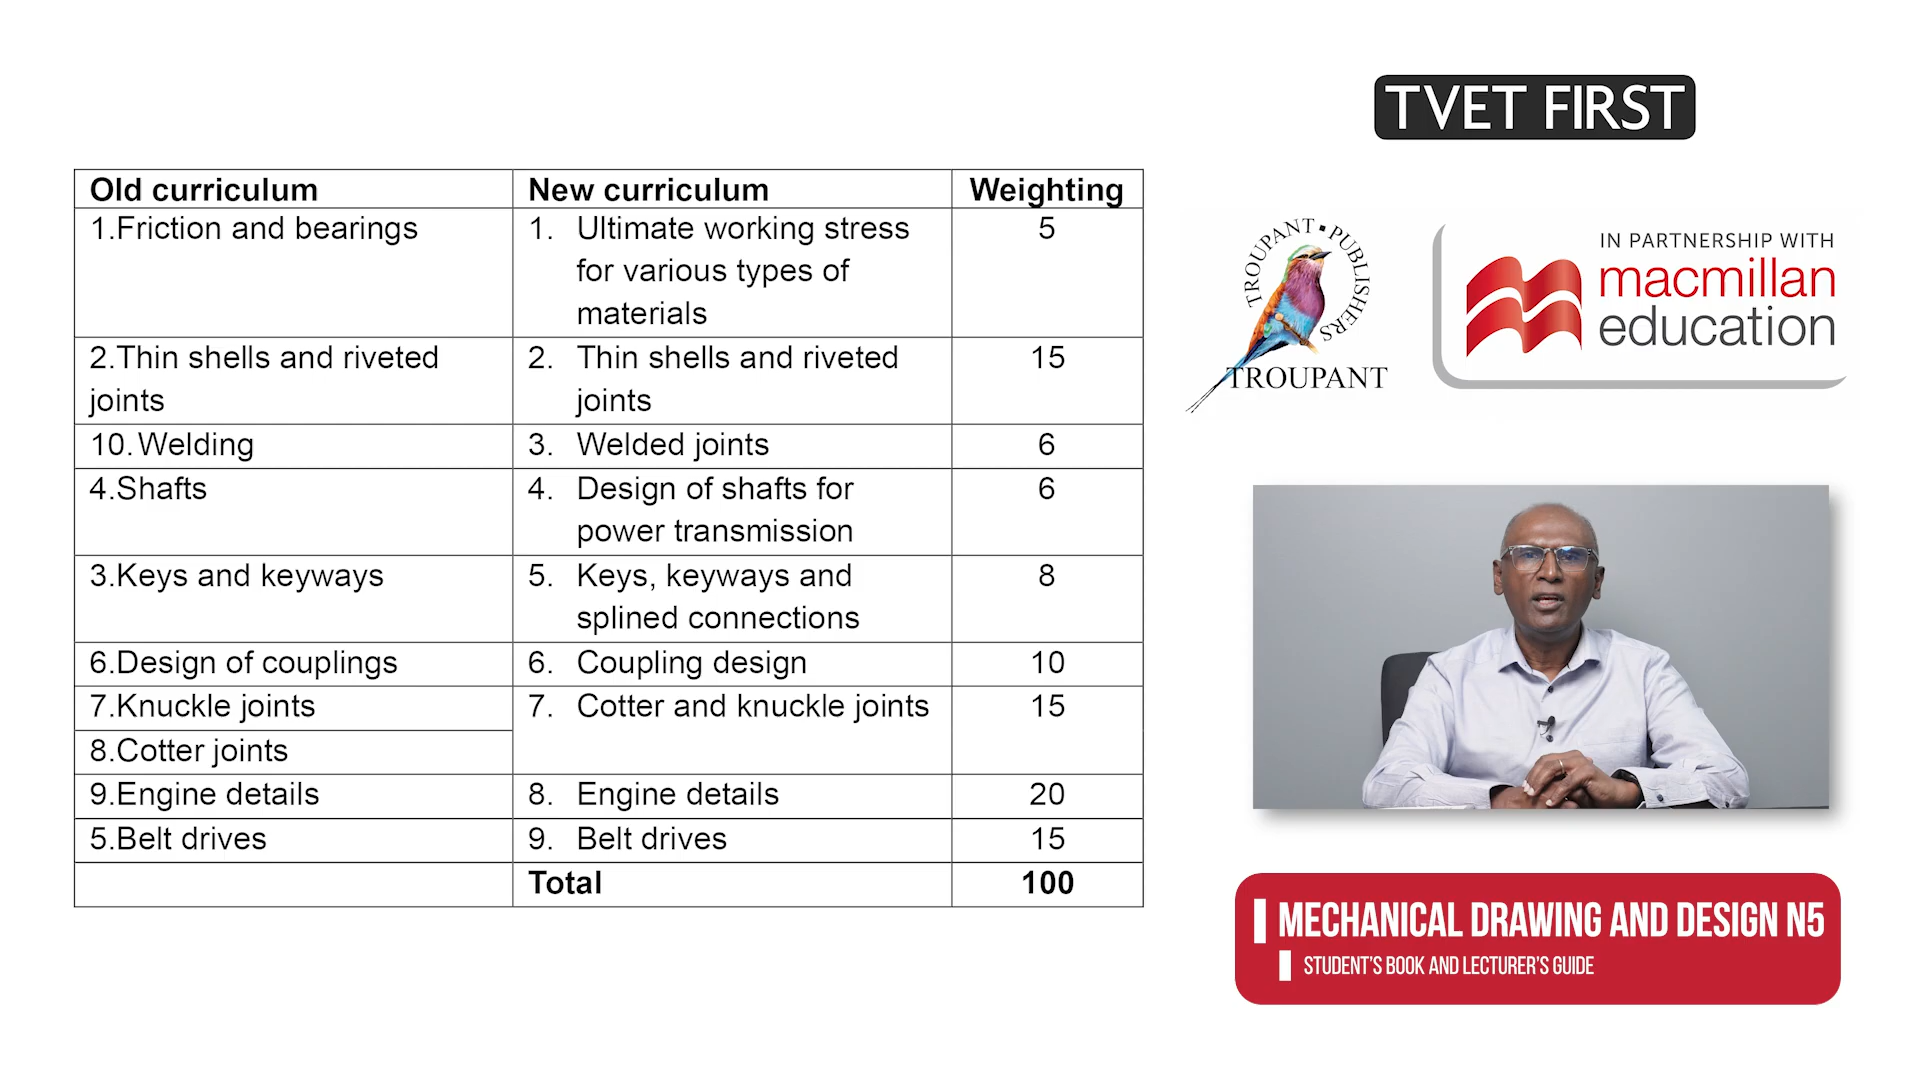 TVET FIRST
TROUPANT ▪ PUBLISHERS
TROUPANT
IN PARTNERSHIP WITH
macmillan
education
Old curriculum New curriculum Weighting
1.Friction and bearings 1. Ultimate working stress 5
for various types of
materials
2.Thin shells and riveted 2. Thin shells and riveted 15
joints joints
10. Welding 3. Welded joints 6
4.Shafts 4. Design of shafts for 6
power transmission
3.Keys and keyways 5. Keys, keyways and 8
splined connections
6.Design of couplings 6. Coupling design 10
7.Knuckle joints 7. Cotter and knuckle joints 15
8.Cotter joints
9.Engine details 8. Engine details 20
5.Belt drives 9. Belt drives 15
Total 100
MECHANICAL DRAWING AND DESIGN N5
STUDENT'S BOOK AND LECTURER'S GUIDE